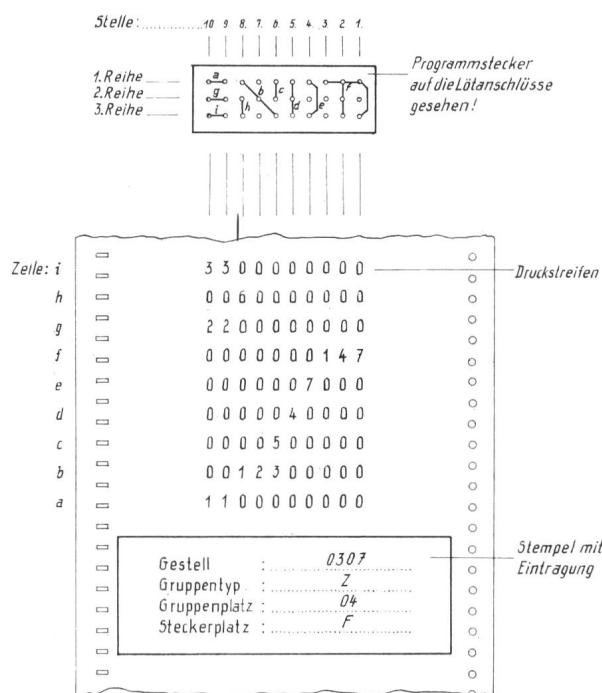 Stelle: 10 9. 8. 7. 6. 5. 4. 3. 2. 1.
1. Reihe
2. Reihe
3. Reihe
a
g
i
h
b
c
d
e
f
Programmstecker
auf die Lötanschlüsse
gesehen!
Zeile: i 3 3 0 0 0 0 0 0 0 0 Druckstreifen
h 0 0 6 0 0 0 0 0 0 0
g 2 2 0 0 0 0 0 0 0 0
f 0 0 0 0 0 0 0 1 4 7
e 0 0 0 0 0 0 7 0 0 0
d 0 0 0 0 0 4 0 0 0 0
c 0 0 0 0 5 0 0 0 0 0
b 0 0 1 2 3 0 0 0 0 0
a 1 1 0 0 0 0 0 0 0 0
Gestell : 0307
Gruppentyp : Z
Gruppenplatz : 04
Steckerplatz : F
Stempel mit
Eintragung